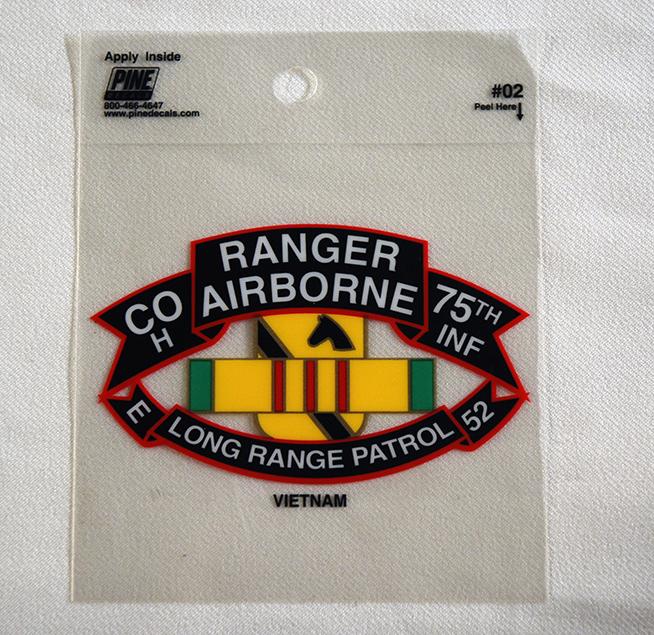 Apply Inside
PINE
DECALS
800-466-4647
www.pinedecals.com
#02
Peel Here
RANGER
AIRBORNE
CO
H
75TH
INF
E
LONG RANGE PATROL
52
VIETNAM